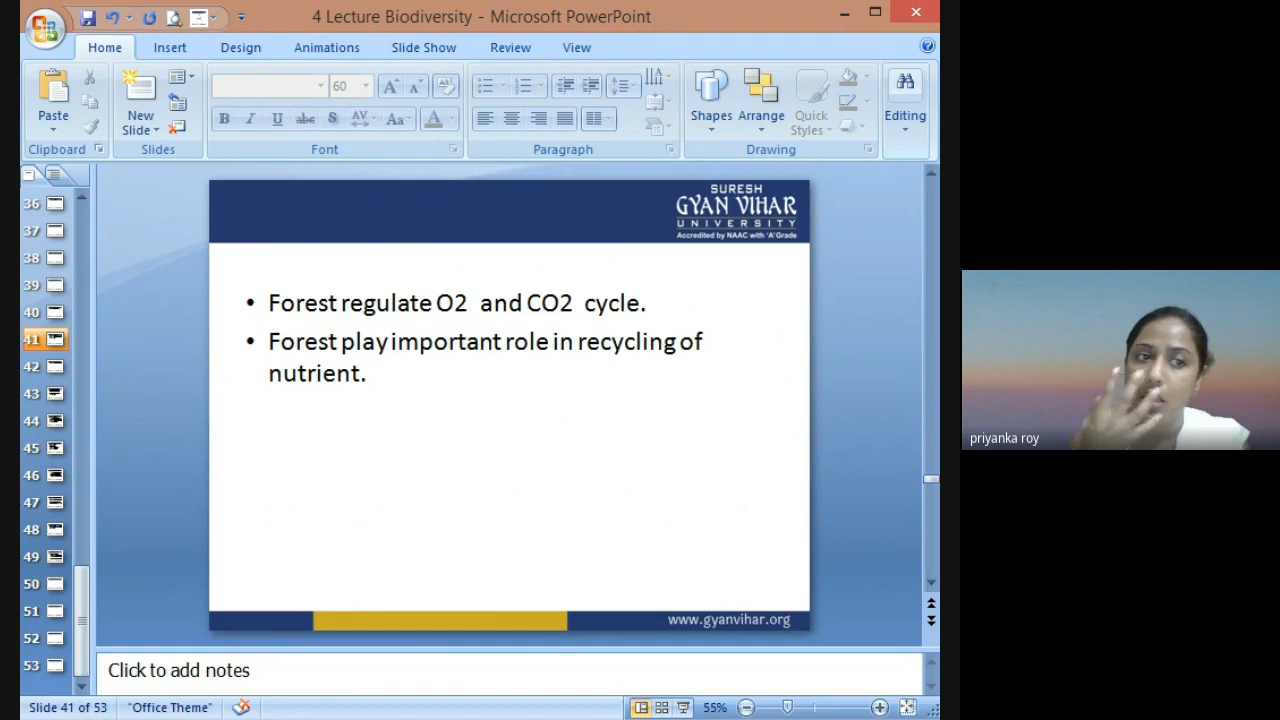 4 Lecture Biodiversity - Microsoft PowerPoint
Home Insert Design Animations Slide Show Review View
60
Paste
New
Slide
Shapes Arrange Quick
Styles
Editing
Clipboard Slides Font Paragraph Drawing
36
37
38
39
40
41
42
43
44
45
46
47
48
49
50
51
52
53
SURESH
GYAN VIHAR
UNIVERSITY
Accredited by NAAC with 'A' Grade
• Forest regulate O2 and CO2 cycle.
• Forest play important role in recycling of
nutrient.
www.gyanvihar.org
priyanka roy
Click to add notes
Slide 41 of 53 "Office Theme" 55%